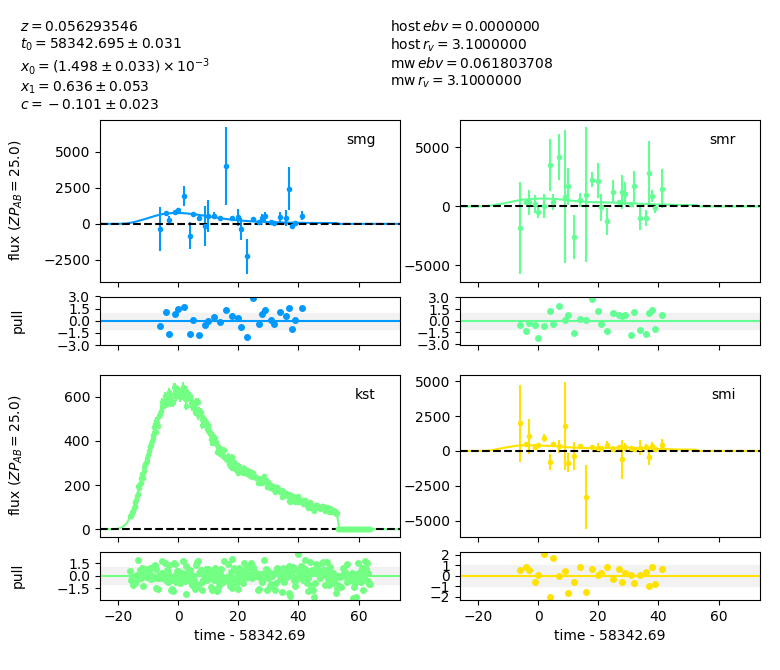 z = 0.056293546
t₀ = 58342.695 ± 0.031
x₀ = (1.498 ± 0.033) × 10⁻³
x₁ = 0.636 ± 0.053
c = −0.101 ± 0.023
host ebv = 0.0000000
host r_v = 3.1000000
mw ebv = 0.061803708
mw r_v = 3.1000000
smg
5000
2500
0
−2500
flux (ZP_AB = 25.0)
smr
5000
0
−5000
3.0
1.5
0.0
−1.5
−3.0
pull
3.0
1.5
0.0
−1.5
−3.0
kst
600
400
200
0
flux (ZP_AB = 25.0)
smi
5000
2500
0
−2500
−5000
1.5
0.0
−1.5
pull
−20 0 20 40 60
time - 58342.69
2
1
0
−1
−2
−20 0 20 40 60
time - 58342.69